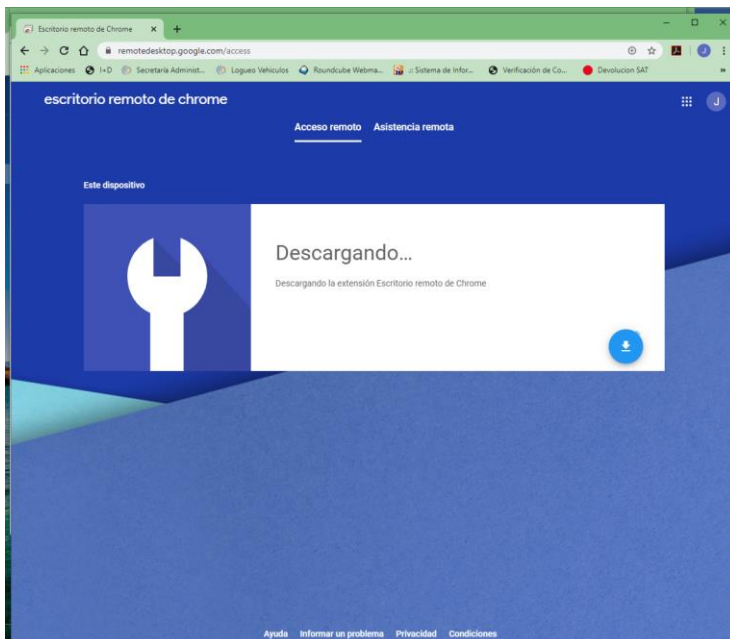 Escritorio remoto de Chrome
remotedesktop.google.com/access
Aplicaciones I+D Secretaría Administ... Logueo Vehiculos Roundcube Webma... .:: Sistema de Infor... Verificación de Co... Devolucion SAT »
escritorio remoto de chrome
J
Acceso remoto Asistencia remota
Este dispositivo
Descargando...
Descargando la extensión Escritorio remoto de Chrome
Ayuda Informar un problema Privacidad Condiciones